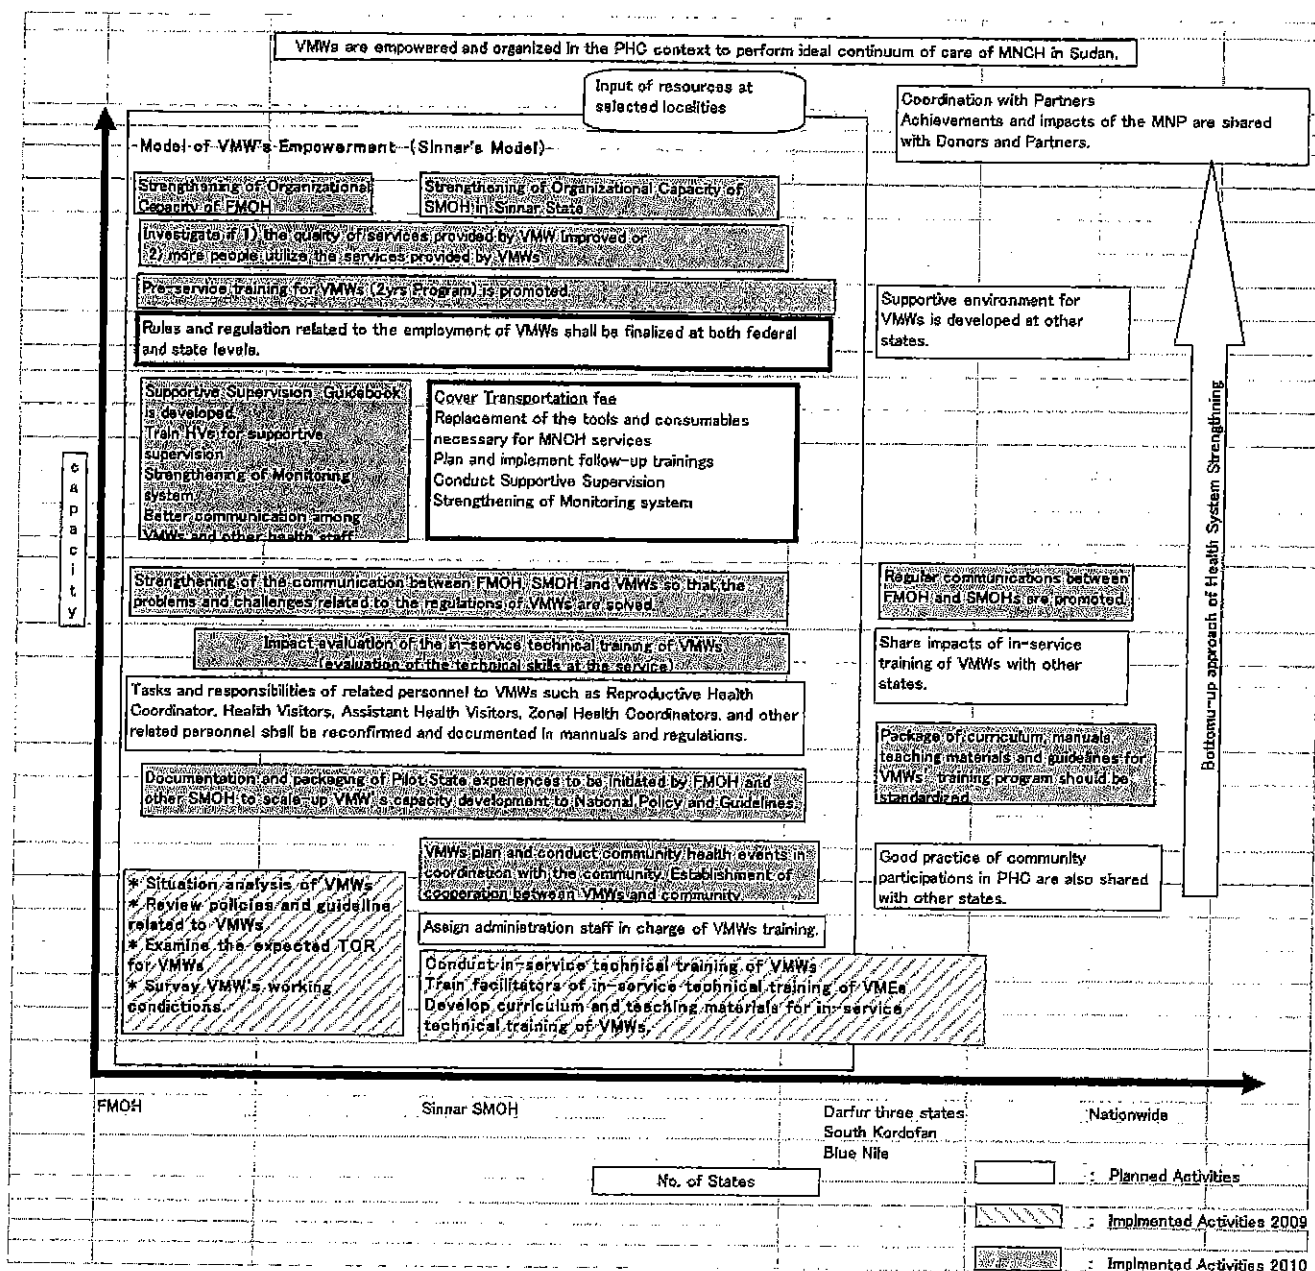 VMWs are empowered and organized in the PHC context to perform ideal continuum of care of MNCH in Sudan.
Input of resources at
selected localities
Coordination with Partners
Achievements and impacts of the MNP are shared
with Donors and Partners.
Model of VMW's Empowerment (Sinnar's Model)
Strengthening of Organizational
Capacity of FMOH
Strengthening of Organizational Capacity of
SMOH in Sinnar State
Investigate if 1) the quality of services provided by VMW improved or
2) more people utilize the services provided by VMWs
Pre-service training for VMWs (2yrs Program) is promoted.
Supportive environment for
VMWs is developed at other
states.
Rules and regulation related to the employment of VMWs shall be finalized at both federal
and state levels.
Supportive Supervision Guidebook
is developed.
Train HVs for supportive
supervision
Strengthening of Monitoring
system
Better communication among
VMWs and other health staff
Cover Transportation fee
Replacement of the tools and consumables
necessary for MNCH services
Plan and implement follow-up trainings
Conduct Supportive Supervision
Strengthening of Monitoring system
capacity
Bottomu-up approach of Health System Strengthning
Strengthening of the communication between FMOH, SMOH and VMWs so that the
problems and challenges related to the regulations of VMWs are solved.
Regular communications between
FMOH and SMOHs are promoted.
Impact evaluation of the in-service technical training of VMWs
(evaluation of the technical skills at the service)
Share impacts of in-service
training of VMWs with other
states.
Tasks and responsibilities of related personnel to VMWs such as Reproductive Health
Coordinator, Health Visitors, Assistant Health Visitors, Zonal Health Coordinators, and other
related personnel shall be reconfirmed and documented in mannuals and regulations.
Package of curriculum, manuals,
teaching materials and guidelines for
VMWs' training program should be
standardized
Documentation and packaging of Pilot State experiences to be initiated by FMOH and
other SMOH to scale-up VMW's capacity development to National Policy and Guidelines.
VMWs plan and conduct community health events in
coordination with the community. Establishment of
cooperation between VMWs and community.
Good practice of community
participations in PHC are also shared
with other states.
* Situation analysis of VMWs
* Review policies and guideline
related to VMWs
* Examine the expected TOR
for VMWs
* Survay VMW's working
condictions.
Assign administration staff in charge of VMWs training.
Conduct in-service technical training of VMWs
Train facilitators of in-service technical training of VMEs
Develop curriculum and teaching materials for in-service
technical training of VMWs.
FMOH
Sinnar SMOH
Darfur three states
South Kordofan
Blue Nile
Nationwide
No. of States
: Planned Activities
: Implmented Activities 2009
: Implmented Activities 2010